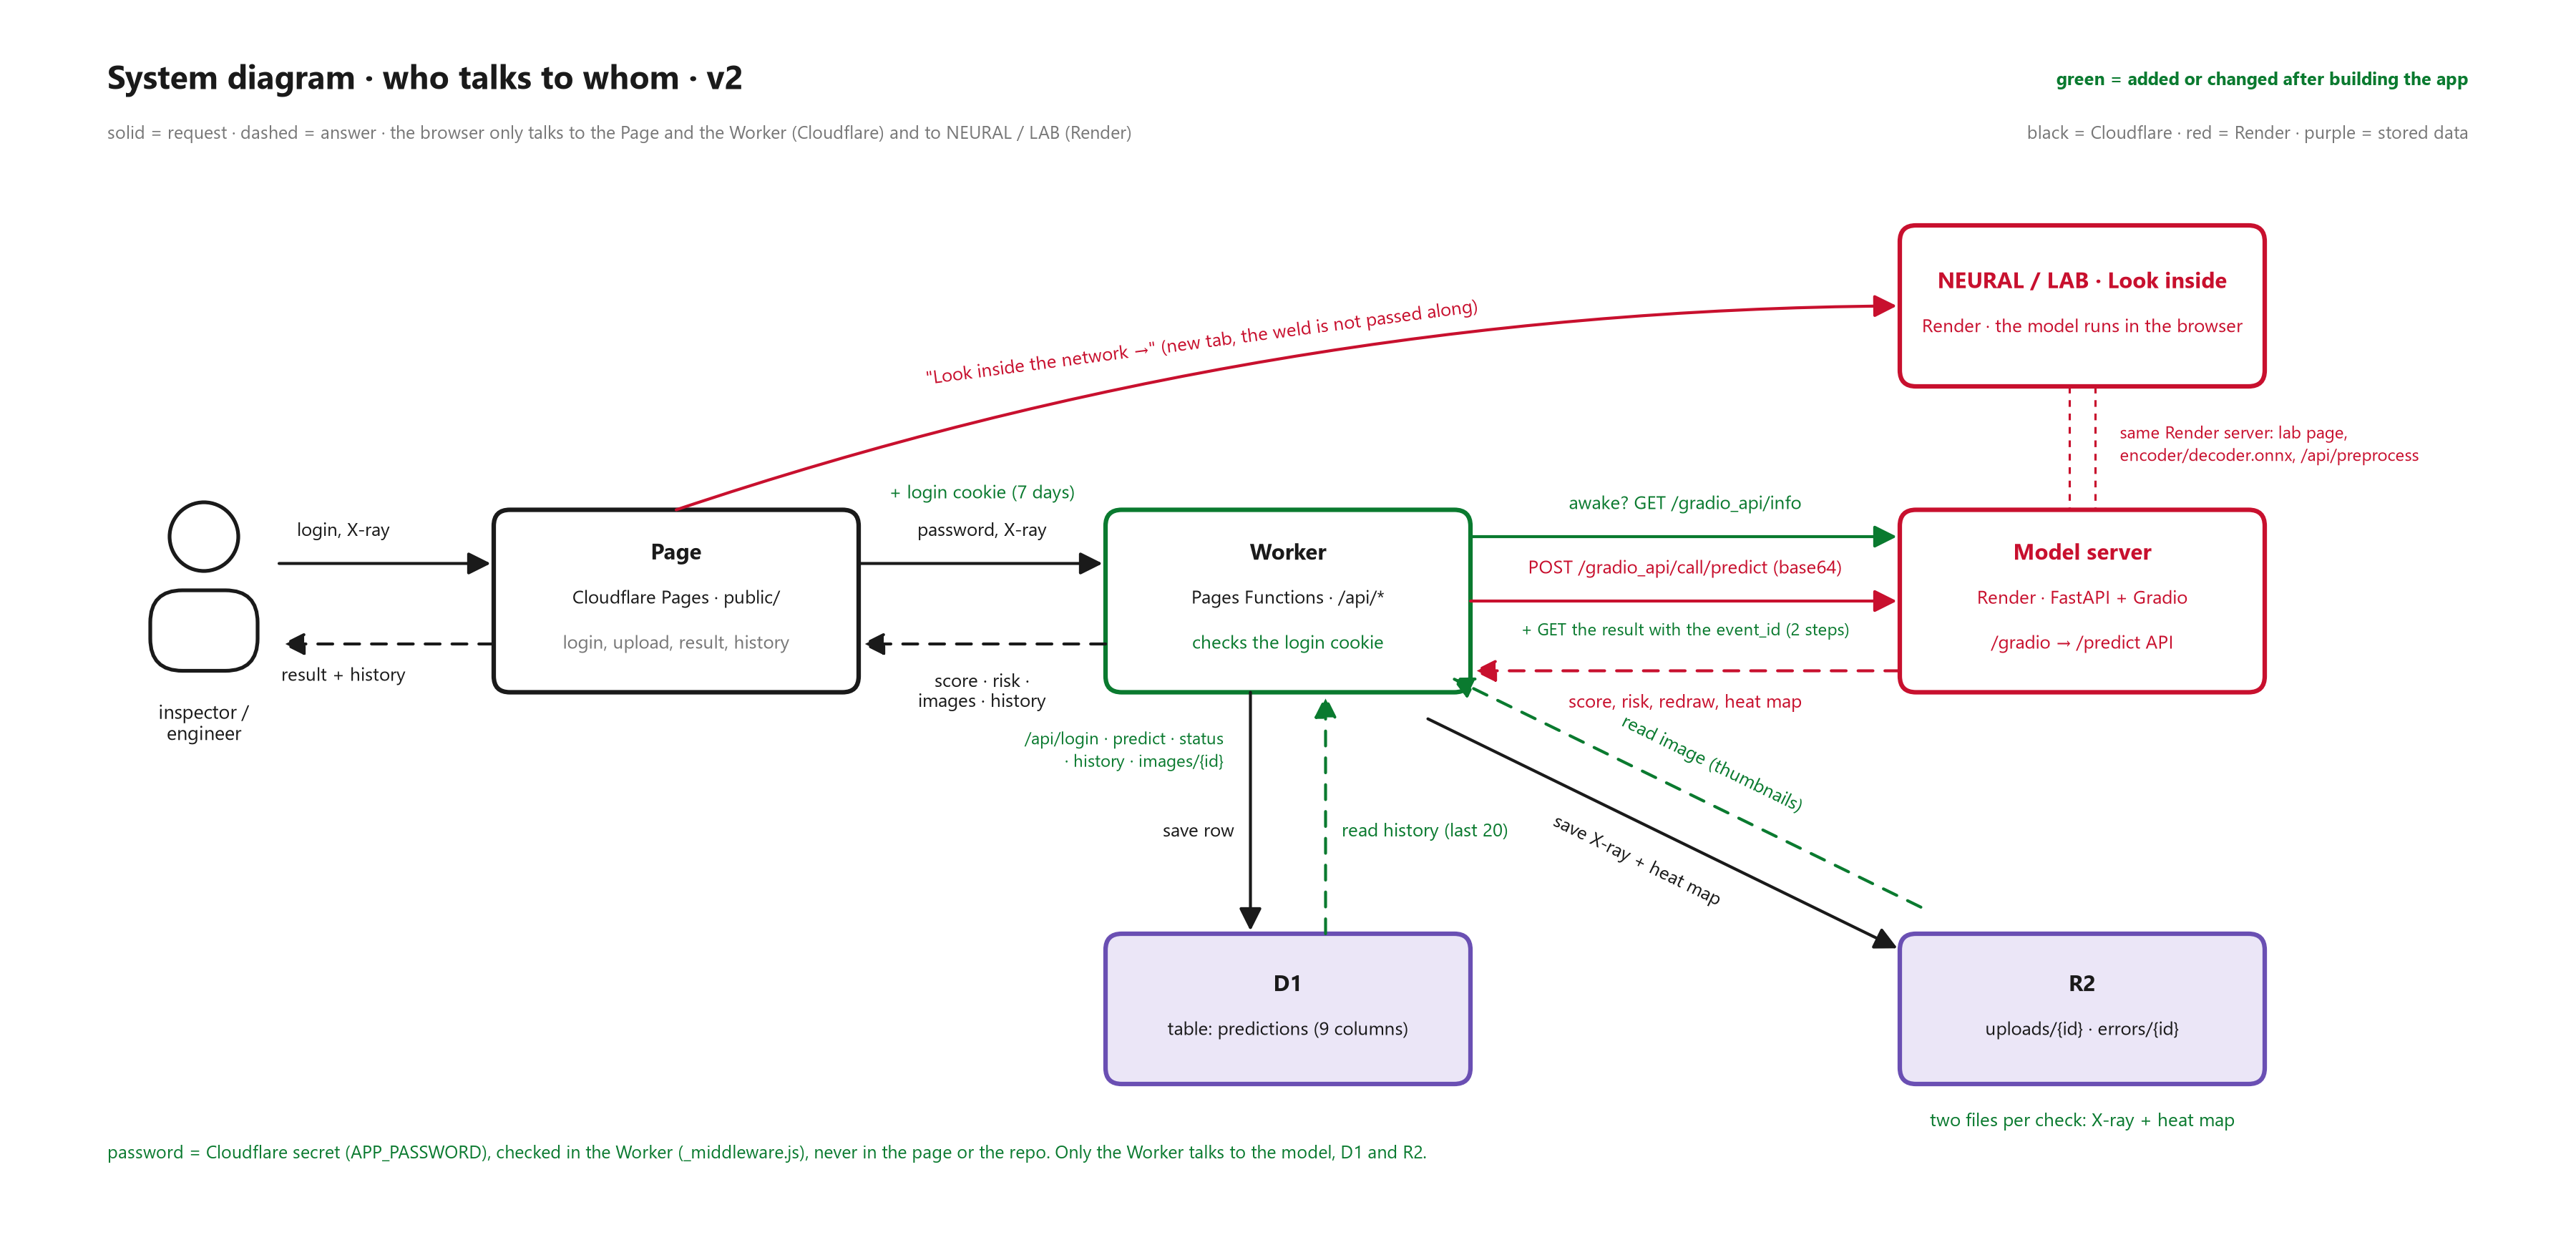 System diagram · who talks to whom · v2
green = added or changed after building the app
solid = request · dashed = answer · the browser only talks to the Page and the Worker (Cloudflare) and to NEURAL / LAB (Render)
black = Cloudflare · red = Render · purple = stored data
NEURAL / LAB · Look inside
Render · the model runs in the browser
"Look inside the network →" (new tab, the weld is not passed along)
same Render server: lab page,
encoder/decoder.onnx, /api/preprocess
login, X-ray
result + history
inspector /
engineer
Page
Cloudflare Pages · public/
login, upload, result, history
+ login cookie (7 days)
password, X-ray
score · risk ·
images · history
Worker
Pages Functions · /api/*
checks the login cookie
awake? GET /gradio_api/info
POST /gradio_api/call/predict (base64)
+ GET the result with the event_id (2 steps)
score, risk, redraw, heat map
Model server
Render · FastAPI + Gradio
/gradio → /predict API
/api/login · predict · status
· history · images/{id}
save row
read history (last 20)
read image (thumbnails)
save X-ray + heat map
D1
table: predictions (9 columns)
R2
uploads/{id} · errors/{id}
two files per check: X-ray + heat map
password = Cloudflare secret (APP_PASSWORD), checked in the Worker (_middleware.js), never in the page or the repo. Only the Worker talks to the model, D1 and R2.